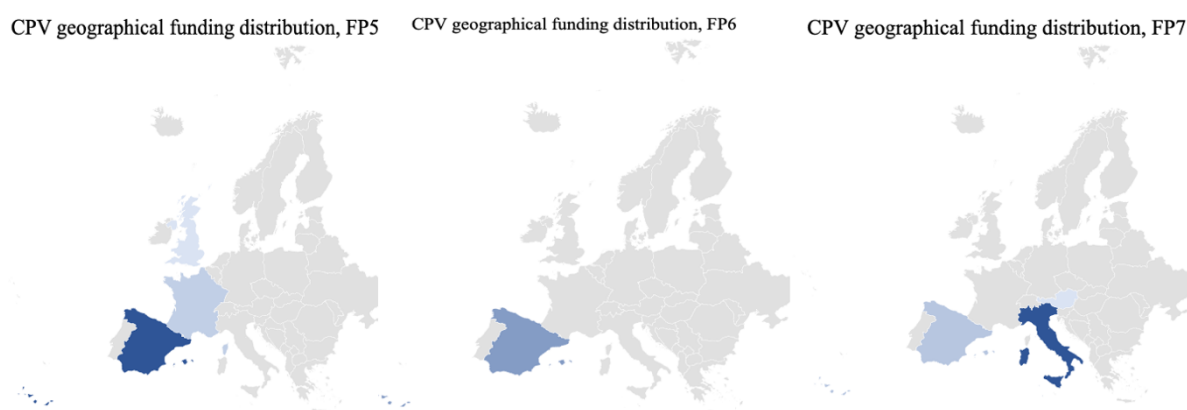 CPV geographical funding distribution, FP5
CPV geographical funding distribution, FP6
CPV geographical funding distribution, FP7